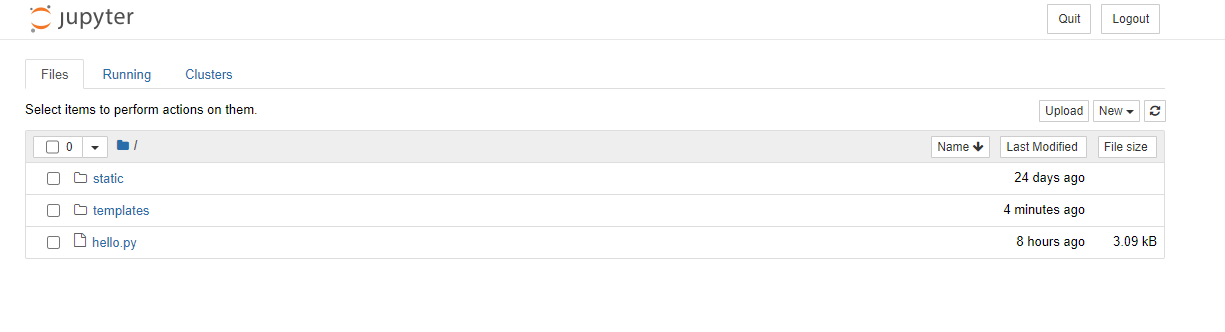 jupyter Quit Logout
Files Running Clusters
Select items to perform actions on them. Upload New
0 / Name Last Modified File size
static 24 days ago
templates 4 minutes ago
hello.py 8 hours ago 3.09 kB